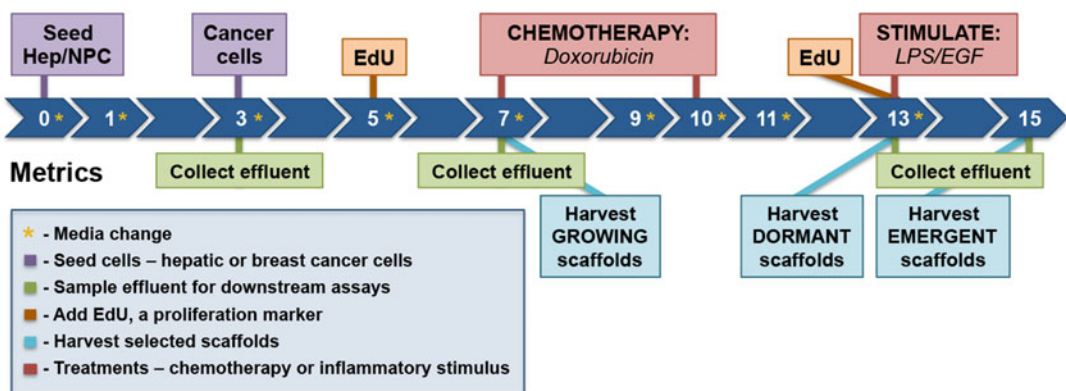 Seed
Hep/NPC
Cancer
cells
EdU
CHEMOTHERAPY:
Doxorubicin
EdU
STIMULATE:
LPS/EGF
0 * 1 * 3 * 5 * 7 * 9 * 10 * 11 * 13 * 15
Metrics
Collect effluent
Collect effluent
Collect effluent
Harvest
GROWING
scaffolds
Harvest
DORMANT
scaffolds
Harvest
EMERGENT
scaffolds
* - Media change
- Seed cells – hepatic or breast cancer cells
- Sample effluent for downstream assays
- Add EdU, a proliferation marker
- Harvest selected scaffolds
- Treatments – chemotherapy or inflammatory stimulus